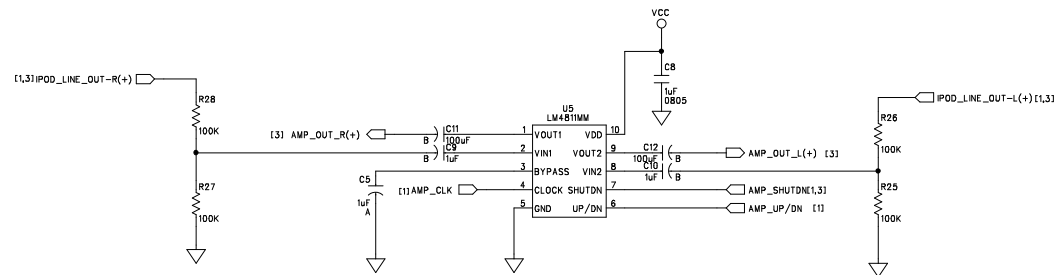 VCC
C8
1uF
0805
[1,3]IPOD_LINE_OUT-R(+)
IPOD_LINE_OUT-L(+)[1,3]
R28
100K
R26
100K
U5
LM4811MM
[3] AMP_OUT_R(+)
B
C11
100uF
1
VOUT1
VDD
10
B
C9
1uF
2
VIN1
VOUT2
9
C12
100uF
B
AMP_OUT_L(+) [3]
3
BYPASS
VIN2
8
C10
1uF
B
C5
1uF
A
[1]AMP_CLK
4
CLOCK
SHUTDN
7
AMP_SHUTDN[1,3]
5
GND
UP/DN
6
AMP_UP/DN [1]
R27
100K
R25
100K